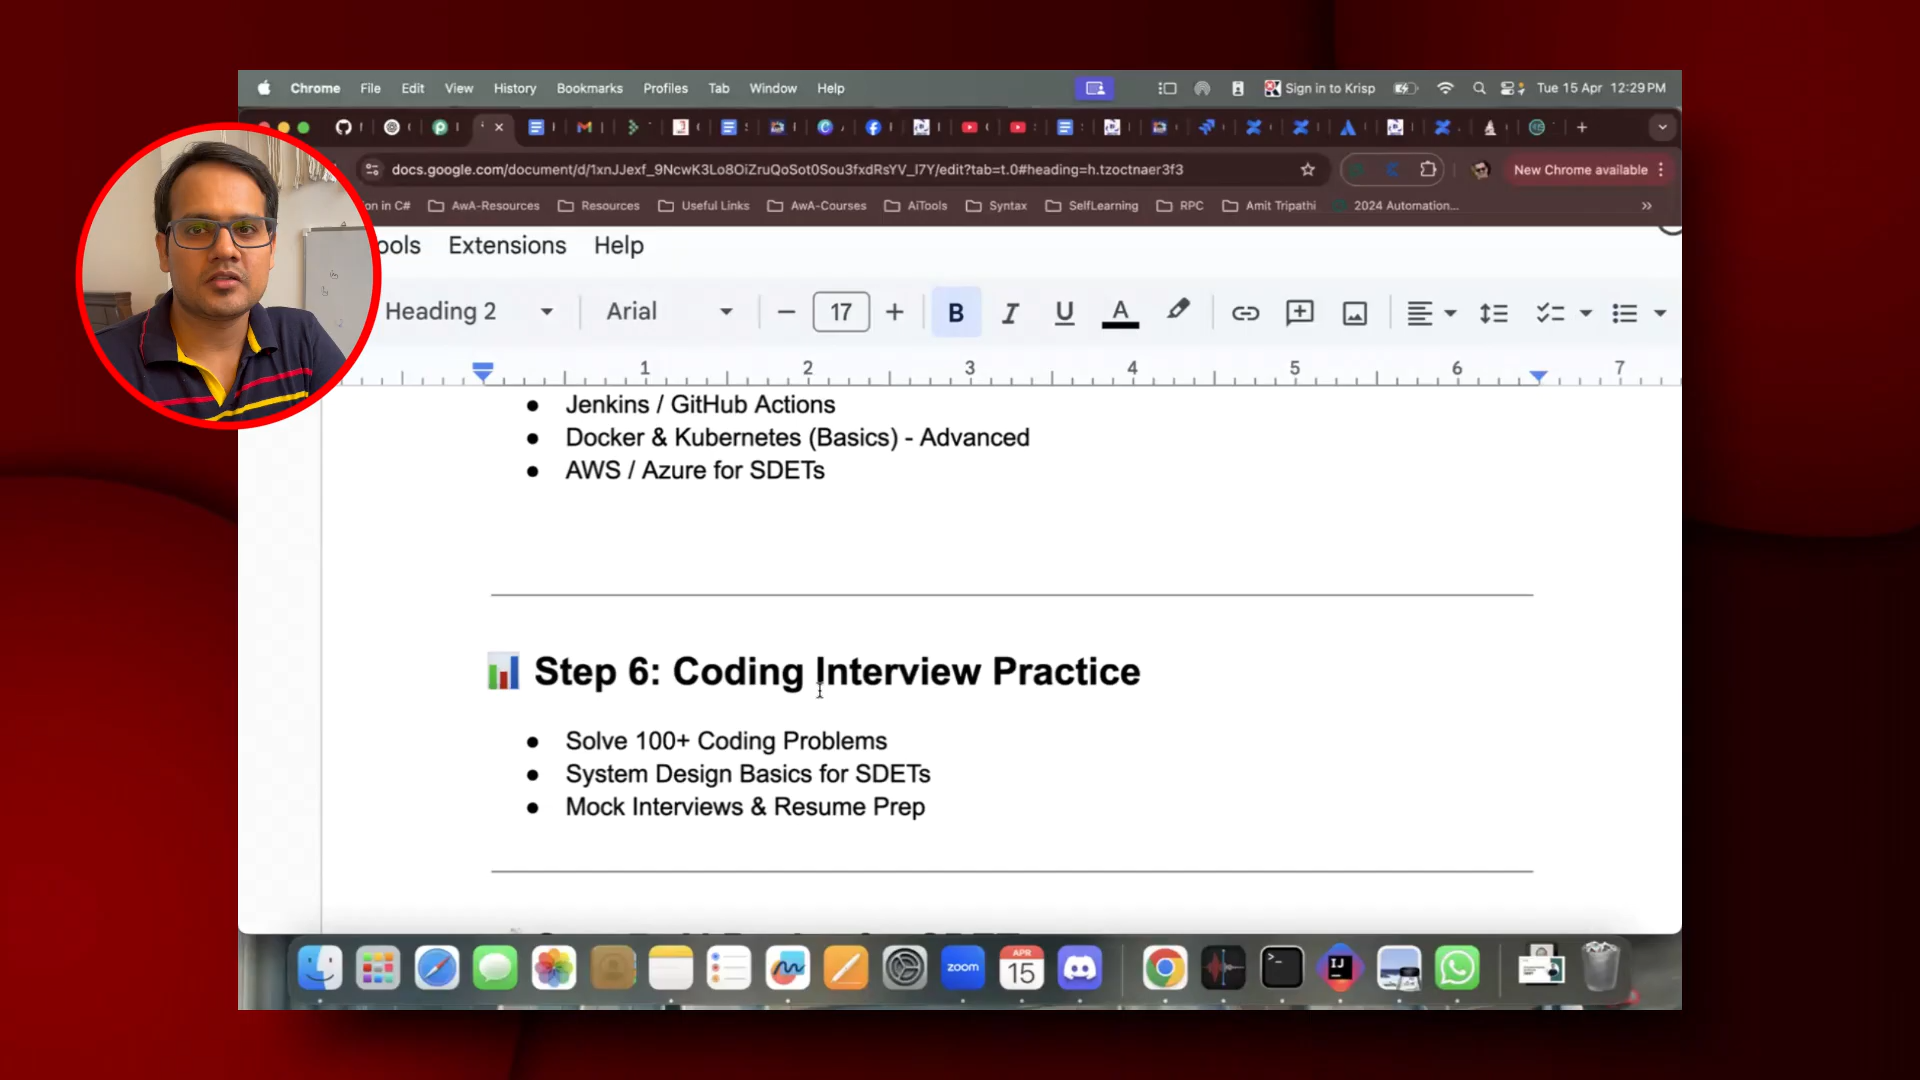 Chrome File Edit View History Bookmarks Profiles Tab Window Help Sign in to Krisp Tue 15 Apr 12:29 PM
docs.google.com/document/d/1xnJJexf_9NcwK3Lo8OiZruQoSot0Sou3fxdRsYV_I7Y/edit?tab=t.0#heading=h.tzoctnaer3f3 New Chrome available
on in C# AwA-Resources Resources Useful Links AwA-Courses AiTools Syntax SelfLearning RPC Amit Tripathi 2024 Automation... »
ools Extensions Help
Heading 2 Arial 17 B I U A
1 2 3 4 5 6 7
● Jenkins / GitHub Actions
● Docker & Kubernetes (Basics) - Advanced
● AWS / Azure for SDETs
Step 6: Coding Interview Practice
● Solve 100+ Coding Problems
● System Design Basics for SDETs
● Mock Interviews & Resume Prep
zoom APR 15 IJ